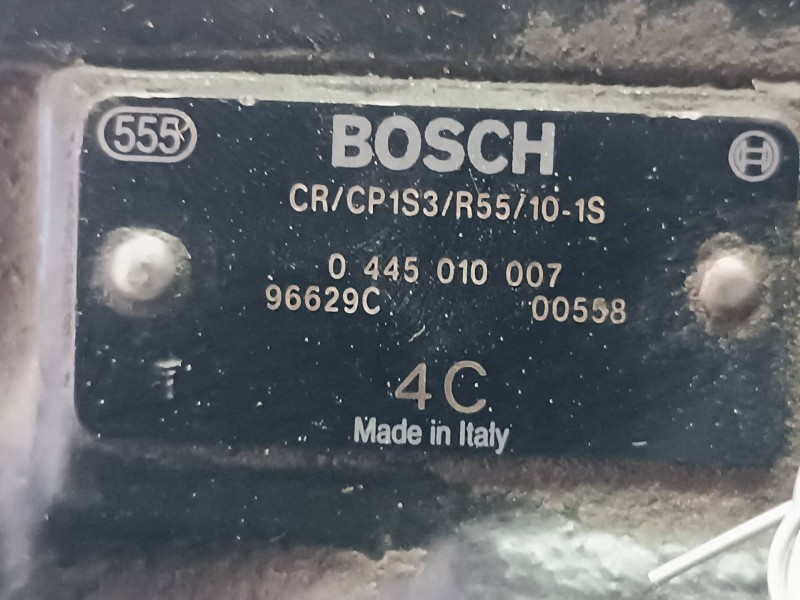 555 BOSCH
CR/CP1S3/R55/10-1S
0 445 010 007
96629C 00558
4C
Made in Italy